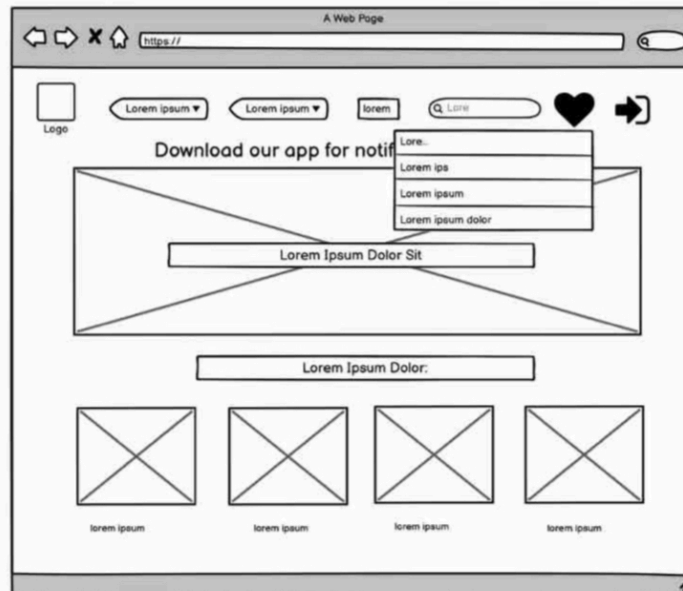 A Web Page
https://
Logo
Lorem ipsum ▼
Lorem ipsum ▼
lorem
Lore
Download our app for notif
Lore..
Lorem ips
Lorem ipsum
Lorem ipsum dolor
Lorem Ipsum Dolor Sit
Lorem Ipsum Dolor:
lorem ipsum
lorem ipsum
lorem ipsum
lorem ipsum